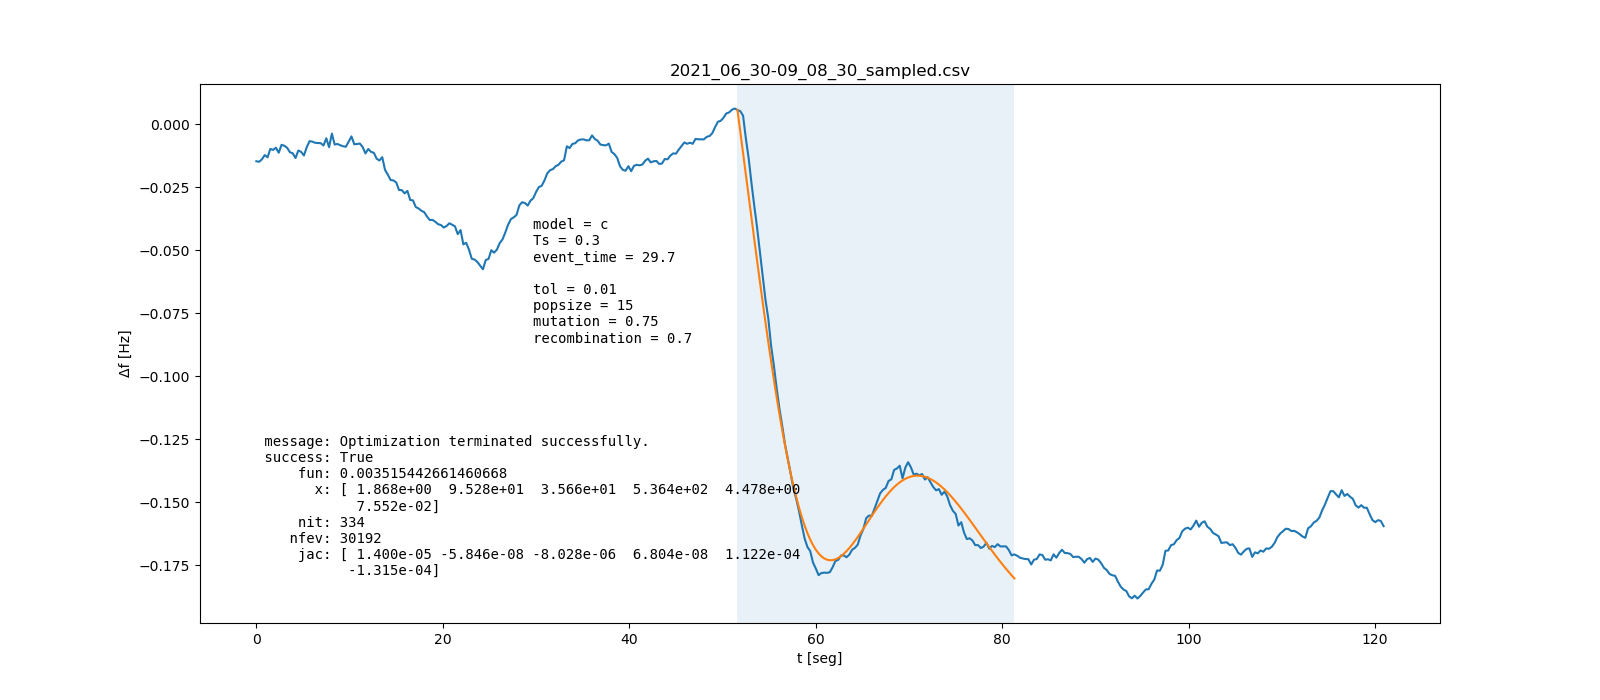 2021_06_30-09_08_30_sampled.csv
0.000
−0.025
−0.050
−0.075
−0.100
−0.125
−0.150
−0.175
Δf [Hz]
model = c
Ts = 0.3
event_time = 29.7
tol = 0.01
popsize = 15
mutation = 0.75
recombination = 0.7
message: Optimization terminated successfully.
success: True
fun: 0.003515442661460668
x: [ 1.868e+00  9.528e+01  3.566e+01  5.364e+02  4.478e+00
7.552e-02]
nit: 334
nfev: 30192
jac: [ 1.400e-05 -5.846e-08 -8.028e-06  6.804e-08  1.122e-04
-1.315e-04]
0 20 40 60 80 100 120
t [seg]